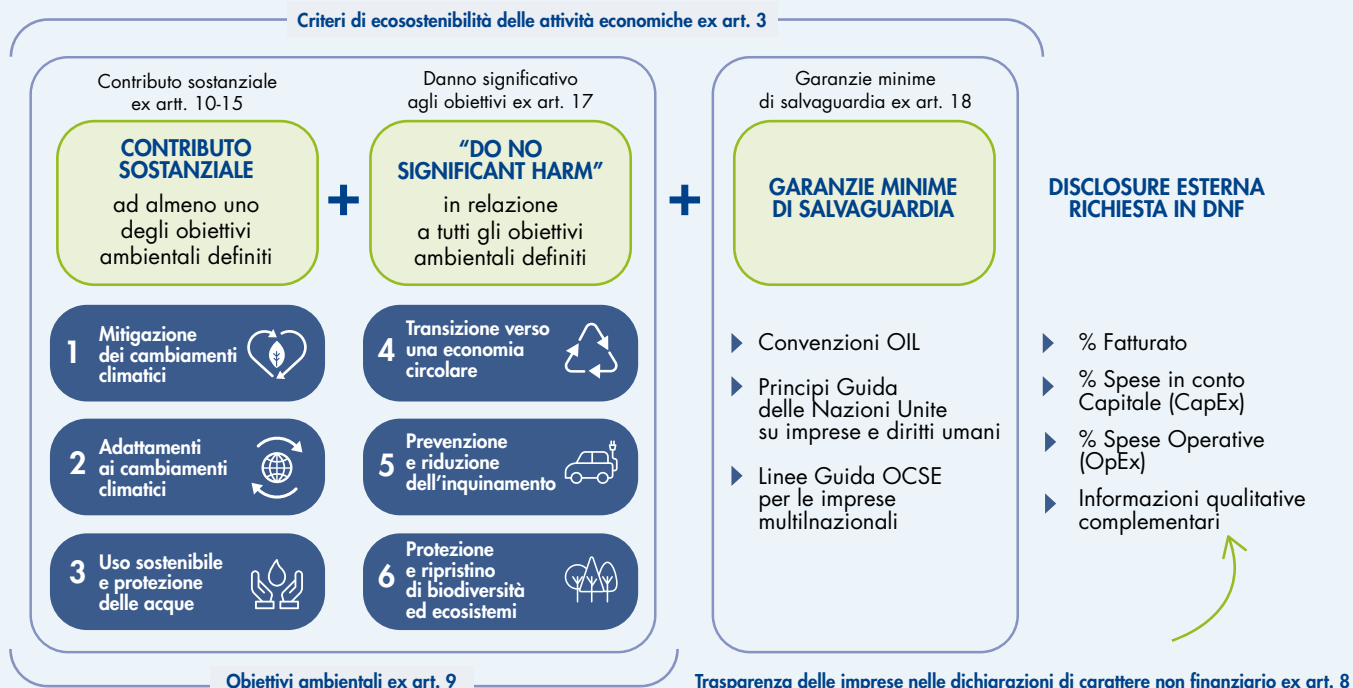 Criteri di ecosostenibilità delle attività economiche ex art. 3
Contributo sostanziale
ex artt. 10-15
CONTRIBUTO
SOSTANZIALE
ad almeno uno
degli obiettivi
ambientali definiti
+
Danno significativo
agli obiettivi ex art. 17
"DO NO
SIGNIFICANT HARM"
in relazione
a tutti gli obiettivi
ambientali definiti
+
Garanzie minime
di salvaguardia ex art. 18
GARANZIE MINIME
DI SALVAGUARDIA
DISCLOSURE ESTERNA
RICHIESTA IN DNF
1 Mitigazione
dei cambiamenti
climatici
2 Adattamenti
ai cambiamenti
climatici
3 Uso sostenibile
e protezione
delle acque
4 Transizione verso
una economia
circolare
5 Prevenzione
e riduzione
dell'inquinamento
6 Protezione
e ripristino
di biodiversità
ed ecosistemi
Convenzioni OIL
Principi Guida
delle Nazioni Unite
su imprese e diritti umani
Linee Guida OCSE
per le imprese
multilnazionali
% Fatturato
% Spese in conto
Capitale (CapEx)
% Spese Operative
(OpEx)
Informazioni qualitative
complementari
Obiettivi ambientali ex art. 9
Trasparenza delle imprese nelle dichiarazioni di carattere non finanziario ex art. 8